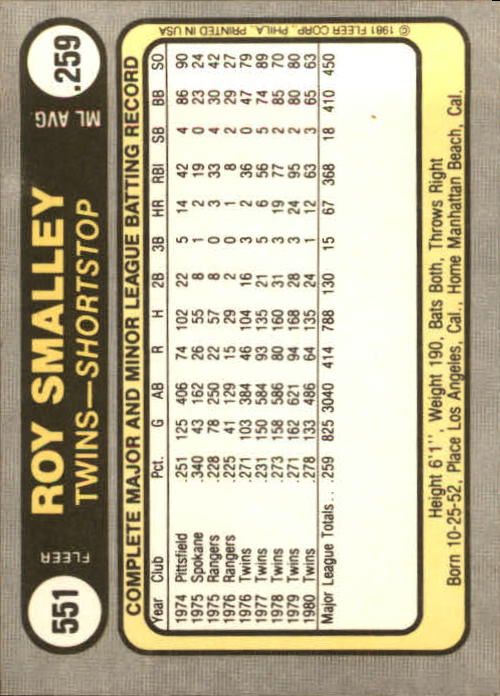 551
FLEER
ROY SMALLEY
TWINS—SHORTSTOP
ML AVG.
.259
COMPLETE MAJOR AND MINOR LEAGUE BATTING RECORD
Year Club Pct. G AB R H 2B 3B HR RBI SB BB SO
1974 Pittsfield .251 125 406 74 102 22 5 14 42 4 86 90
1975 Spokane .340 43 162 26 55 8 1 2 19 0 23 24
1975 Rangers .228 78 250 22 57 8 0 3 33 4 30 42
1976 Rangers .225 41 129 15 29 2 0 1 8 2 29 27
1976 Twins .271 103 384 46 104 16 3 2 36 0 47 79
1977 Twins .231 150 584 93 135 21 5 6 56 5 74 89
1978 Twins .273 158 586 80 160 31 3 19 77 2 85 70
1979 Twins .271 162 621 94 168 28 3 24 95 2 80 80
1980 Twins .278 133 486 64 135 24 1 12 63 3 65 63
Major League Totals.. .259 825 3040 414 788 130 15 67 368 18 410 450
Height 6'1'', Weight 190, Bats Both, Throws Right
Born 10-25-52, Place Los Angeles, Cal., Home Manhattan Beach, Cal.
© 1981 FLEER CORP., PHILA. PRINTED IN USA